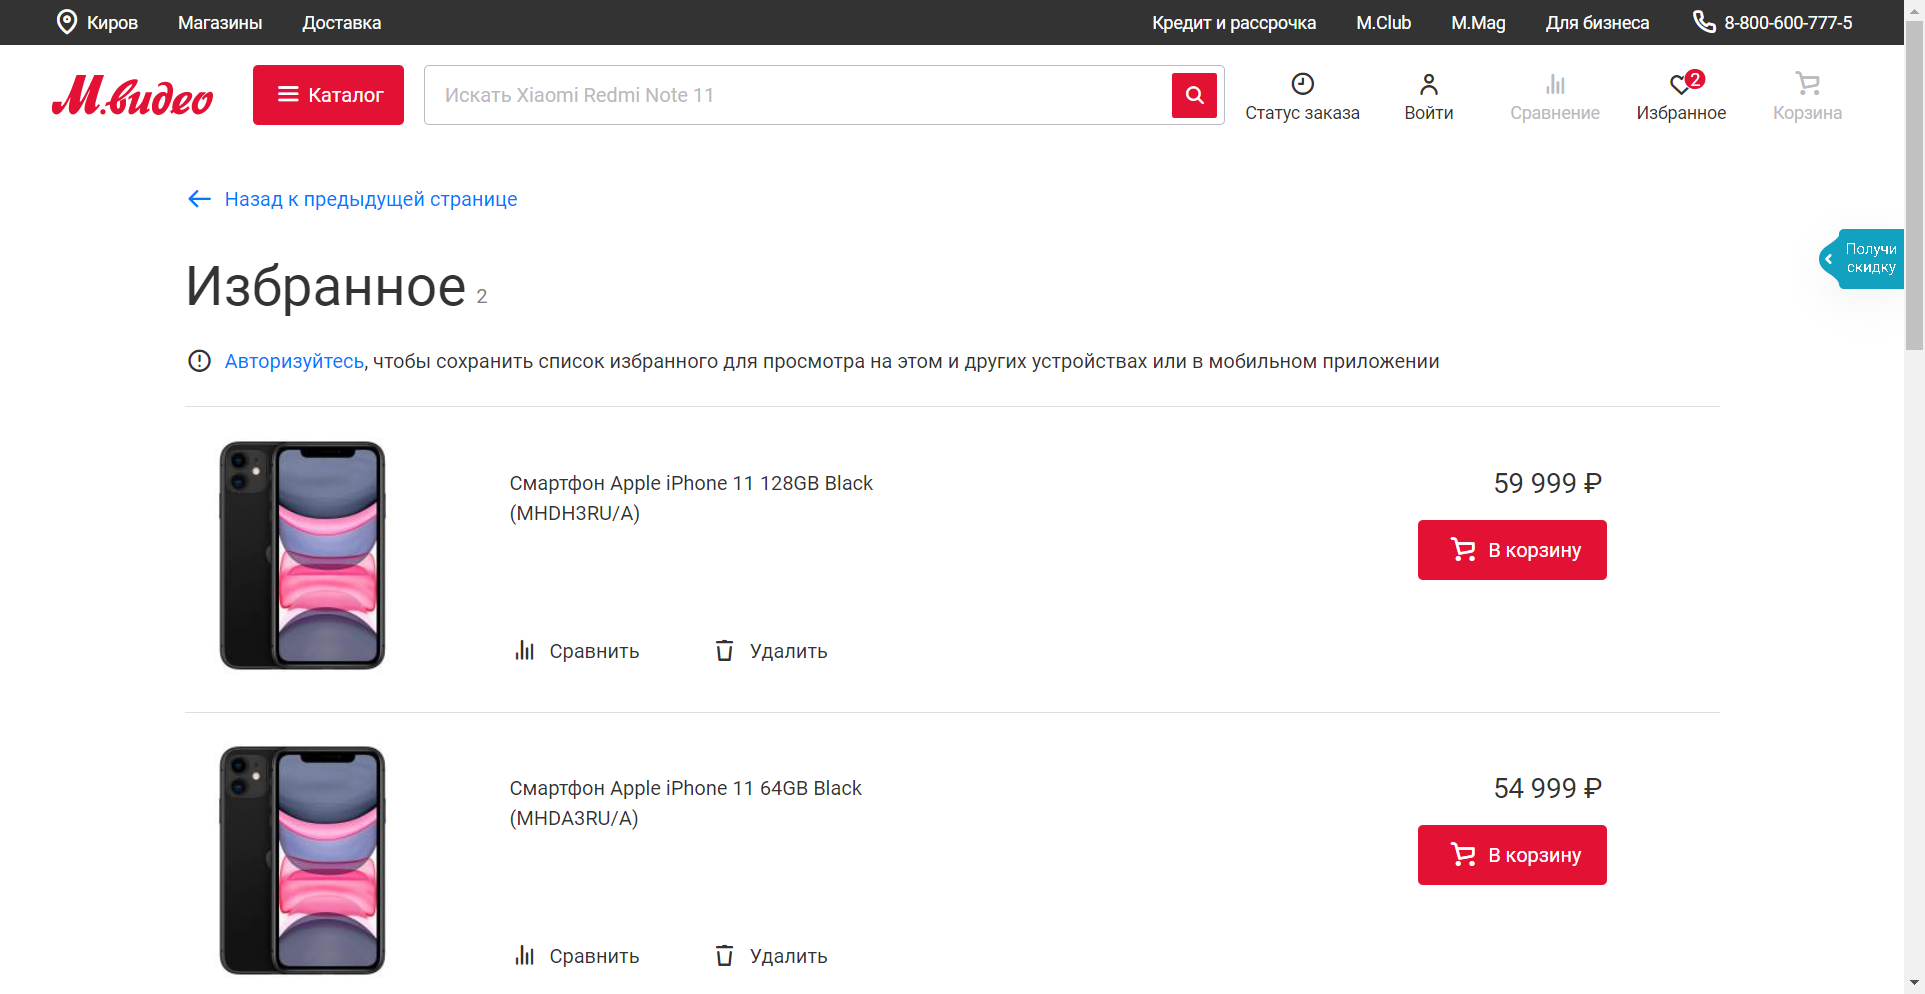 Киров Магазины Доставка Кредит и рассрочка M.Club M.Mag Для бизнеса 8-800-600-777-5
М.видео Каталог Искать Xiaomi Redmi Note 11 Статус заказа Войти Сравнение 2 Избранное Корзина
Назад к предыдущей странице
Получи
скидку
Избранное 2
Авторизуйтесь, чтобы сохранить список избранного для просмотра на этом и других устройствах или в мобильном приложении
Смартфон Apple iPhone 11 128GB Black
(MHDH3RU/A)
59 999 ₽
В корзину
Сравнить Удалить
Смартфон Apple iPhone 11 64GB Black
(MHDA3RU/A)
54 999 ₽
В корзину
Сравнить Удалить